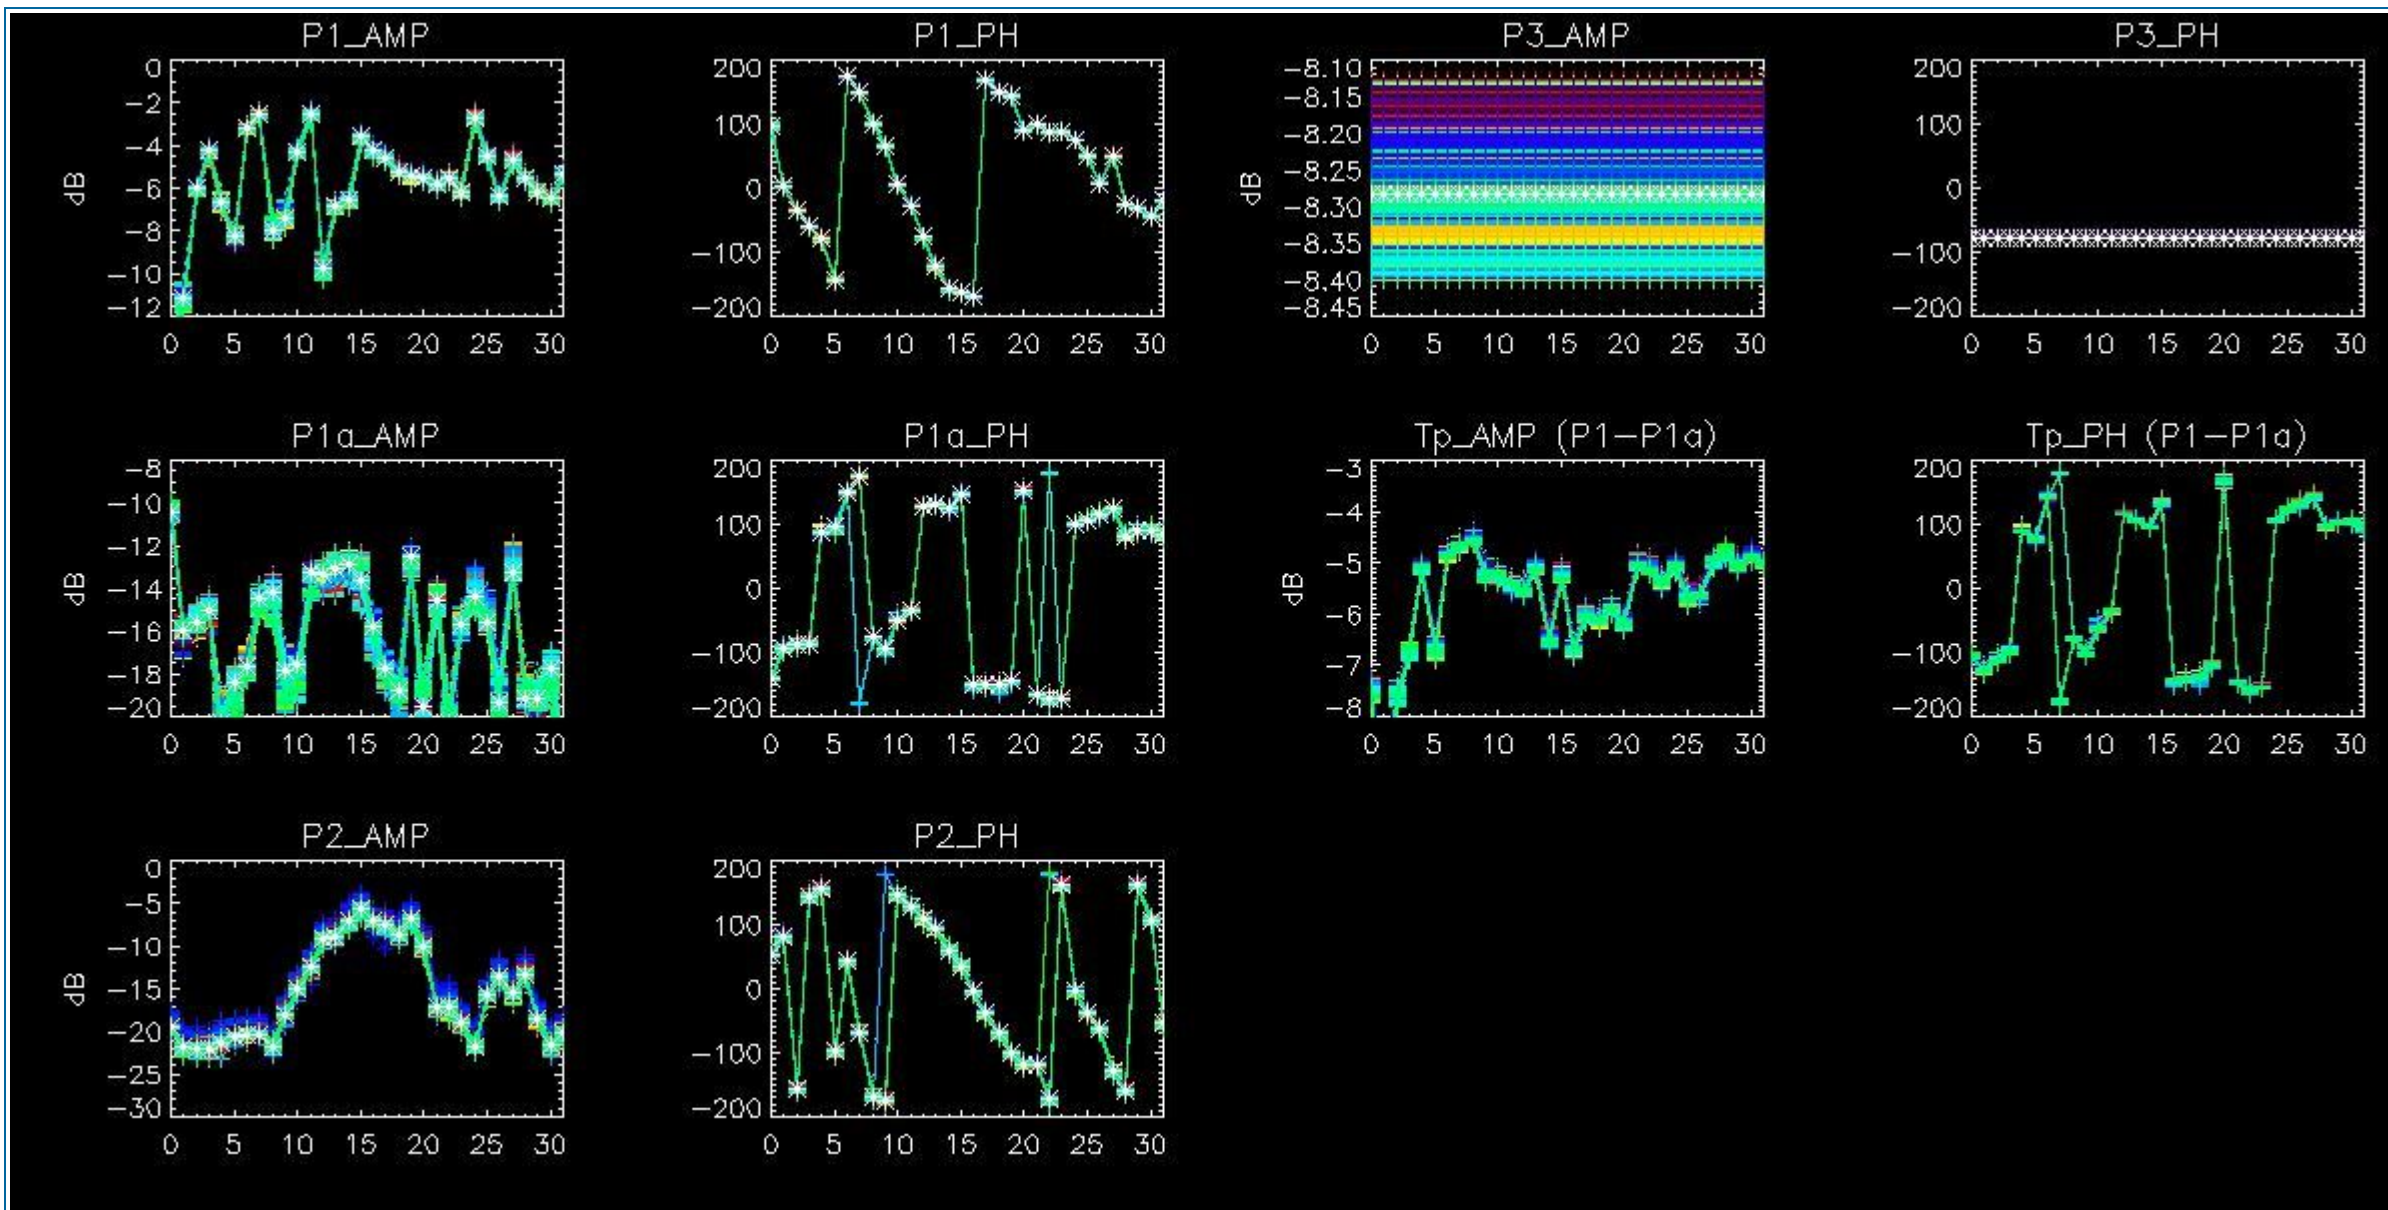 P1_AMP P1_PH P3_AMP P3_PH
0 200 -8.10 200
-2 100 -8.15 100
-4 0 -8.20 0
-6 -100 -8.25 -100
-8 -200 -8.30 -200
-10 -8.35
-12 -8.40
-8.45
dB dB
0 5 10 15 20 25 30 0 5 10 15 20 25 30 0 5 10 15 20 25 30 0 5 10 15 20 25 30
P1a_AMP P1a_PH Tp_AMP (P1-P1a) Tp_PH (P1-P1a)
-8 200 -3 200
-10 100 -4 100
-12 0 -5 0
-14 -100 -6 -100
-16 -200 -7 -200
-18 -8
-20
dB dB
0 5 10 15 20 25 30 0 5 10 15 20 25 30 0 5 10 15 20 25 30 0 5 10 15 20 25 30
P2_AMP P2_PH
0 200
-5 100
-10 0
-15 -100
-20 -200
-25
-30
dB
0 5 10 15 20 25 30 0 5 10 15 20 25 30